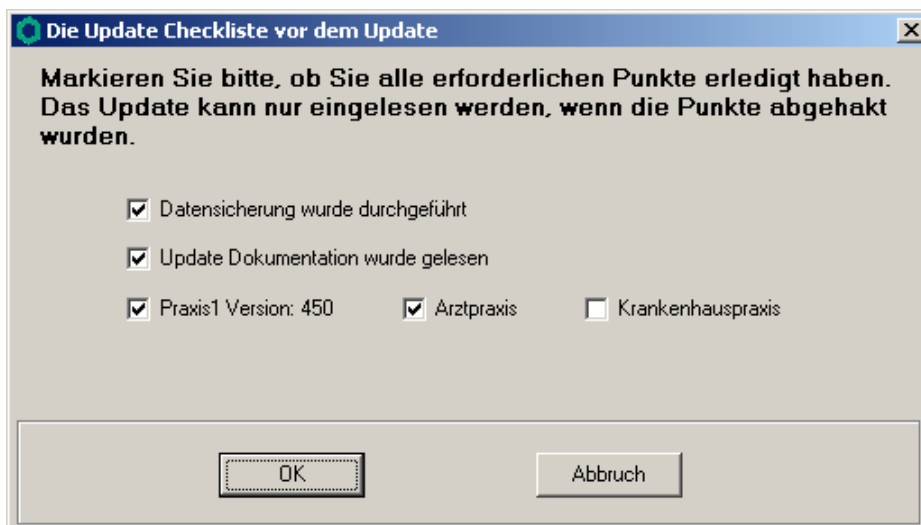 Die Update Checkliste vor dem Update
Markieren Sie bitte, ob Sie alle erforderlichen Punkte erledigt haben.
Das Update kann nur eingelesen werden, wenn die Punkte abgehakt
wurden.
Datensicherung wurde durchgeführt
Update Dokumentation wurde gelesen
Praxis1 Version: 450 Arztpraxis Krankenhauspraxis
OK Abbruch